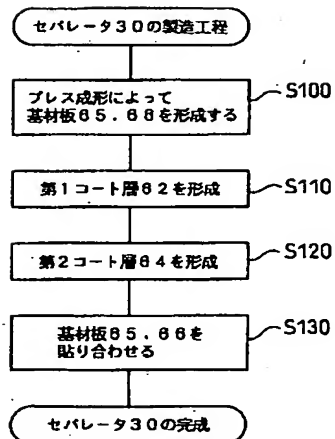 セパレータ30の製造工程
プレス成形によって
基材板65.66を形成する
S100
第1コート層62を形成
S110
第2コート層64を形成
S120
基材板65.66を
貼り合わせる
S130
セパレータ30の完成